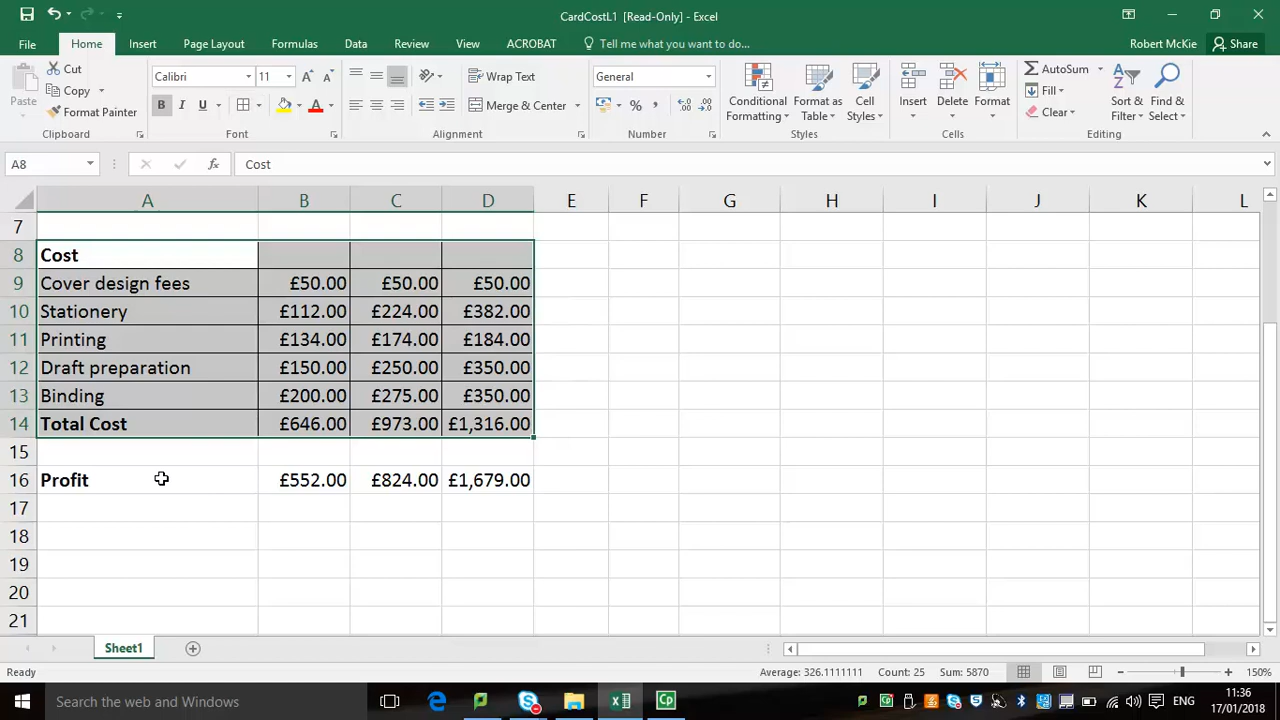 CardCostL1 [Read-Only] - Excel
File Home Insert Page Layout Formulas Data Review View ACROBAT Tell me what you want to do... Robert McKie Share
Paste Cut Copy Format Painter Clipboard
Calibri 11 B I U A A A Font
Wrap Text Merge & Center Alignment
General % , Number
Conditional Formatting Format as Table Cell Styles Styles
Insert Delete Format Cells
AutoSum Fill Clear Sort & Filter Find & Select Editing
A8 fx Cost
A B C D E F G H I J K L
7
8 Cost
9 Cover design fees £50.00 £50.00 £50.00
10 Stationery £112.00 £224.00 £382.00
11 Printing £134.00 £174.00 £184.00
12 Draft preparation £150.00 £250.00 £350.00
13 Binding £200.00 £275.00 £350.00
14 Total Cost £646.00 £973.00 £1,316.00
15
16 Profit £552.00 £824.00 £1,679.00
17
18
19
20
21
Sheet1
Ready Average: 326.1111111 Count: 25 Sum: 5870 150%
Search the web and Windows ENG 11:36
17/01/2018